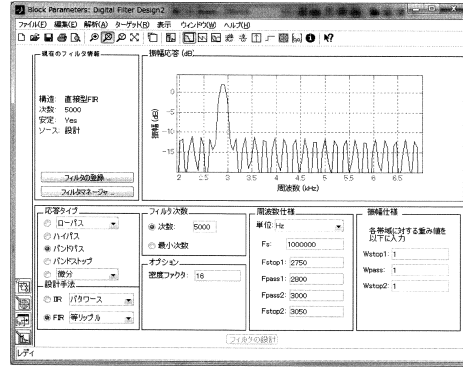 Block Parameters: Digital Filter Design2
ファイル(F) 編集(E) 解析(A) ターゲット(R) 表示 ウィンドウ(W) ヘルプ(H)
現在のフィルタ情報
構造: 直接型FIR
次数: 5000
安定: Yes
ソース: 設計
フィルタの登録 ...
フィルタマネージャ ...
振幅応答 (dB)
振幅 (dB)
0
-5
-10
-15
2 2.5 3 3.5 4 4.5 5 5.5 6 6.5
周波数 (kHz)
応答タイプ
ローパス
ハイパス
バンドパス
バンドストップ
微分
設計手法
IIR バタワース
FIR 等リップル
フィルタ次数
次数: 5000
最小次数
オプション
密度ファクタ: 16
周波数仕様
単位: Hz
Fs: 1000000
Fstop1: 2750
Fpass1: 2800
Fpass2: 3000
Fstop2: 3050
振幅仕様
各帯域に対する重み値を
以下に入力
Wstop1: 1
Wpass: 1
Wstop2: 1
フィルタの設計
レディ